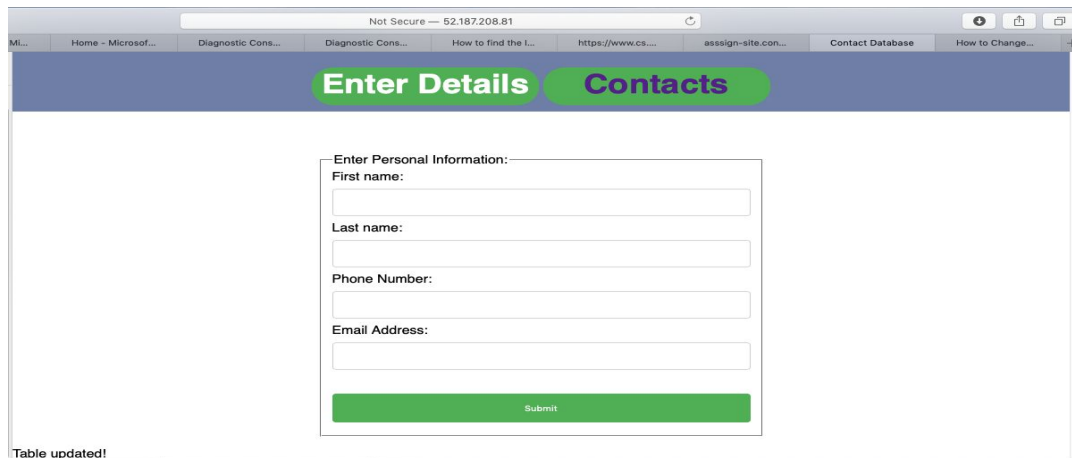 Not Secure — 52.187.208.81
Mi... Home - Microsof... Diagnostic Cons... Diagnostic Cons... How to find the I... https://www.cs.... asssign-site.con... Contact Database How to Change...
Enter Details Contacts
Enter Personal Information:
First name:
Last name:
Phone Number:
Email Address:
Submit
Table updated!